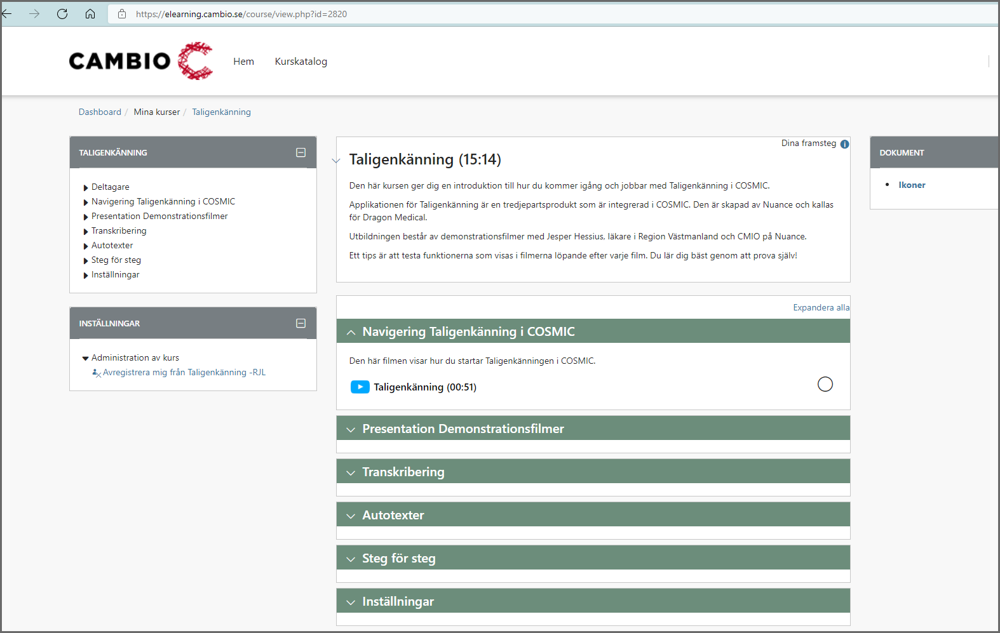 https://elearning.cambio.se/course/view.php?id=2820
CAMBIO
Hem
Kurskatalog
Dashboard / Mina kurser / Taligenkänning
TALIGENKÄNNING
Deltagare
Navigering Taligenkänning i COSMIC
Presentation Demonstrationsfilmer
Transkribering
Autotexter
Steg för steg
Inställningar
INSTÄLLNINGAR
Administration av kurs
Avregistrera mig från Taligenkänning -RJL
Dina framsteg
Taligenkänning (15:14)
Den här kursen ger dig en introduktion till hur du kommer igång och jobbar med Taligenkänning i COSMIC.
Applikationen för Taligenkänning är en tredjepartsprodukt som är integrerad i COSMIC. Den är skapad av Nuance och kallas
för Dragon Medical.
Utbildningen består av demonstrationsfilmer med Jesper Hessius, läkare i Region Västmanland och CMIO på Nuance.
Ett tips är att testa funktionerna som visas i filmerna löpande efter varje film. Du lär dig bäst genom att prova själv!
Expandera alla
Navigering Taligenkänning i COSMIC
Den här filmen visar hur du startar Taligenkänningen i COSMIC.
Taligenkänning (00:51)
Presentation Demonstrationsfilmer
Transkribering
Autotexter
Steg för steg
Inställningar
DOKUMENT
Ikoner